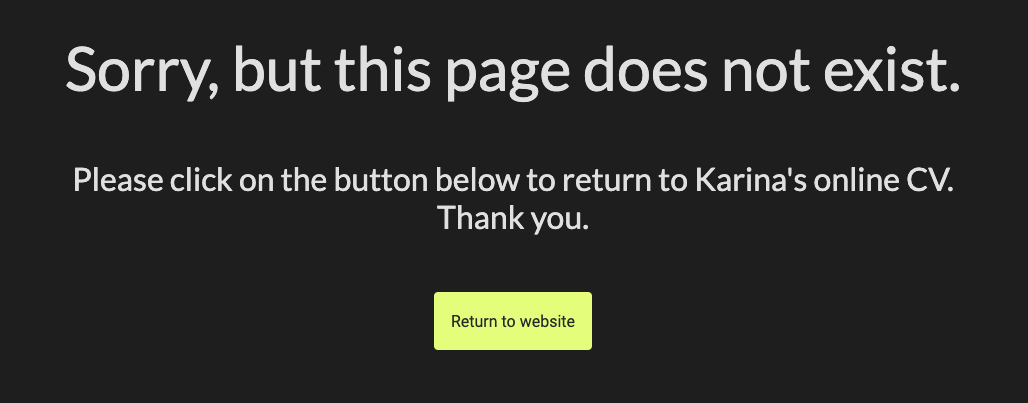 Sorry, but this page does not exist.
Please click on the button below to return to Karina's online CV.
Thank you.
Return to website